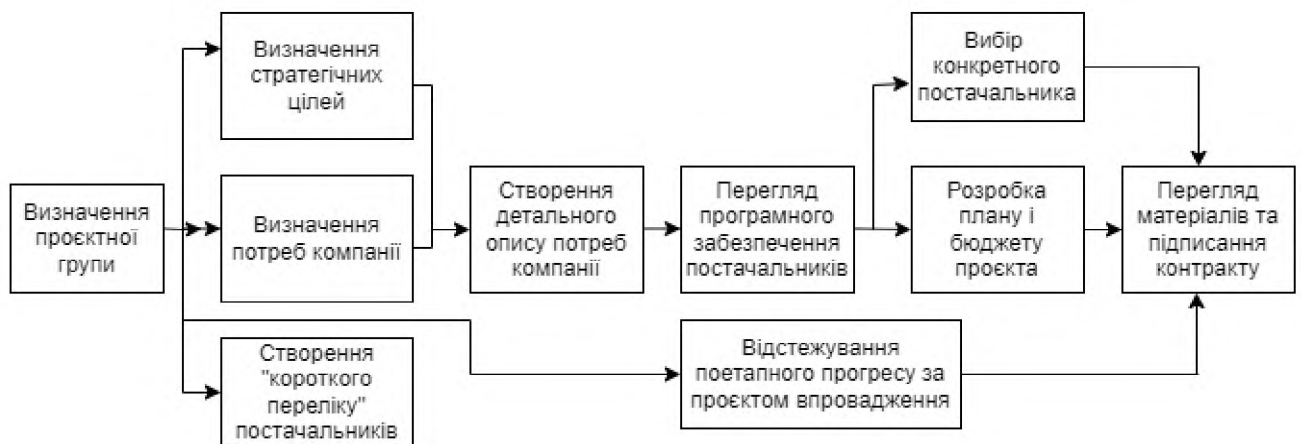 Визначення
проєктної
групи
Визначення
стратегічних
цілей
Визначення
потреб компанії
Створення
"короткого
переліку"
постачальників
Створення
детального
опису потреб
компанії
Перегляд
програмного
забезпечення
постачальників
Вибір
конкретного
постачальника
Розробка
плану і
бюджету
проєкта
Відстежування
поетапного прогресу за
проєктом впровадження
Перегляд
матеріалів та
підписання
контракту